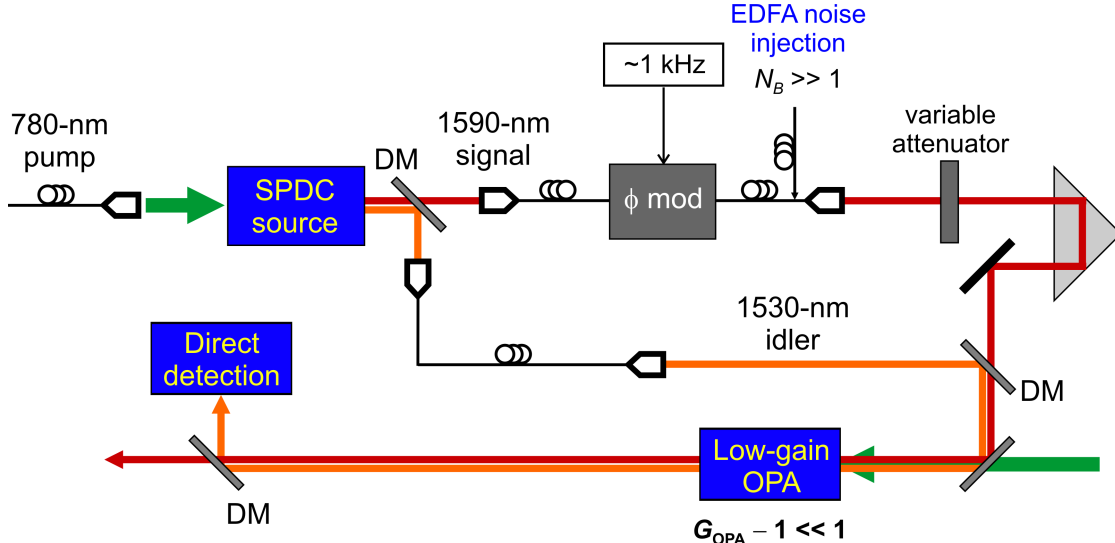 EDFA noise
injection
N_B >> 1
~1 kHz
780-nm
pump
1590-nm
signal
DM
variable
attenuator
SPDC
source
ϕ mod
1530-nm
idler
Direct
detection
DM
Low-gain
OPA
DM
G_OPA – 1 << 1